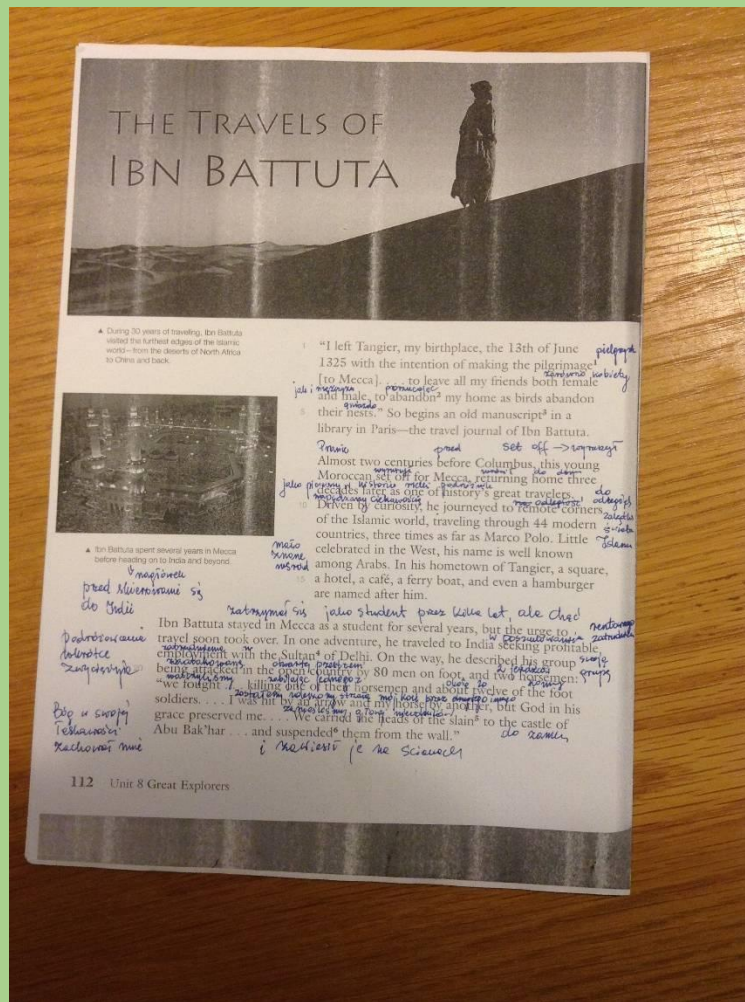 THE TRAVELS OF
IBN BATTUTA
▲ During 30 years of traveling, Ibn Battuta
visited the furthest edges of the Islamic
world—from the deserts of North Africa
to China and back.
"I left Tangier, my birthplace, the 13th of June
1325 with the intention of making the pilgrimage¹
[to Mecca]. . . . to leave all my friends both female
zarówno kobiety
jak i
and male, to abandon² my home as birds abandon
5 their nests." So begins an old manuscript³ in a
library in Paris—the travel journal of Ibn Battuta.
przed set off → wyruszył
Almost two centuries before Columbus, this young
Moroccan set off for Mecca, returning home three
decades later as one of history's great travelers.
10 Driven by curiosity, he journeyed to remote corners
of the Islamic world, traveling through 44 modern
countries, three times as far as Marco Polo. Little
celebrated in the West, his name is well known
among Arabs. In his hometown of Tangier, a square,
15 a hotel, a café, a ferry boat, and even a hamburger
are named after him.
▲ Ibn Battuta spent several years in Mecca
before heading on to India and beyond.
mało
znane
wśród
Islamu
przed skierowaniem się
do Indii
zatrzymał się jako student przez kilka lat, ale chęć
Ibn Battuta stayed in Mecca as a student for several years, but the urge to
travel soon took over. In one adventure, he traveled to India seeking profitable
employment with the Sultan⁴ of Delhi. On the way, he described his group
being attacked in the open country by 80 men on foot, and two horsemen:
"we fought . . . killing one of their horsemen and about twelve of the foot
soldiers. . . . I was hit by an arrow and my horse by another, but God in his
grace preserved me. . . . We carried the heads of the slain⁵ to the castle of
Abu Bak'har . . . and suspended⁶ them from the wall."
Podróżowania
wkrótce
zwyciężyła
Bóg w swojej
łaskawości
zachował mnie
do zamku
i zawiesił je na ścianach
112 Unit 8 Great Explorers